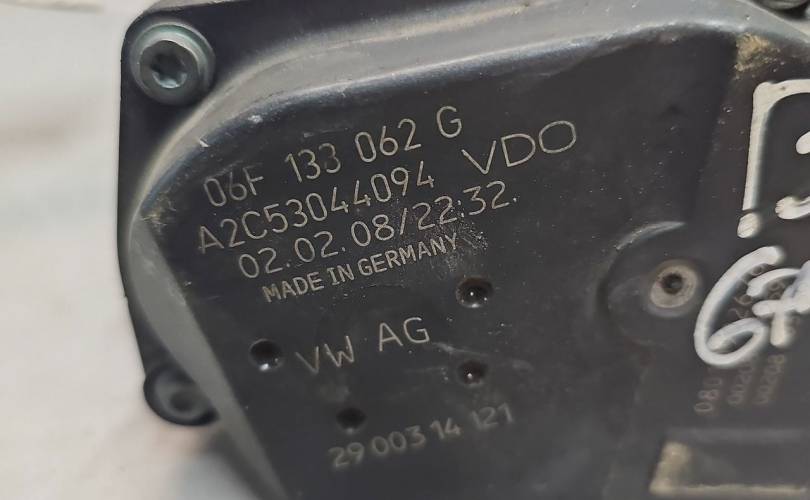 06F 133 062 G
A2C53044094 VDO
02.02.08/22:32.
MADE IN GERMANY
VW AG
29 003 14 121